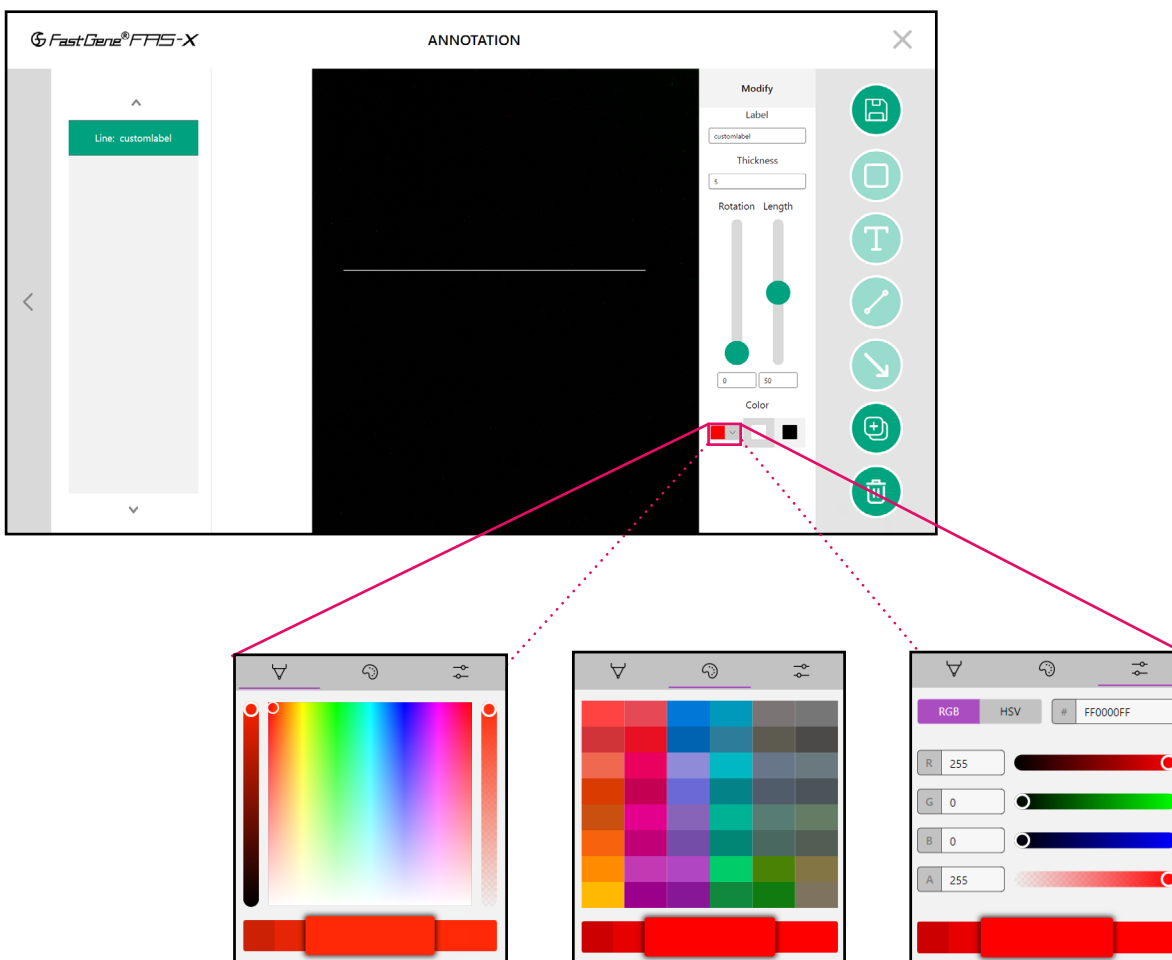 FastGene® FAS-X
ANNOTATION
Line: customlabel
Modify
Label
customlabel
Thickness
5
Rotation Length
0 50
Color
T
RGB HSV # FF0000FF
R 255
G 0
B 0
A 255